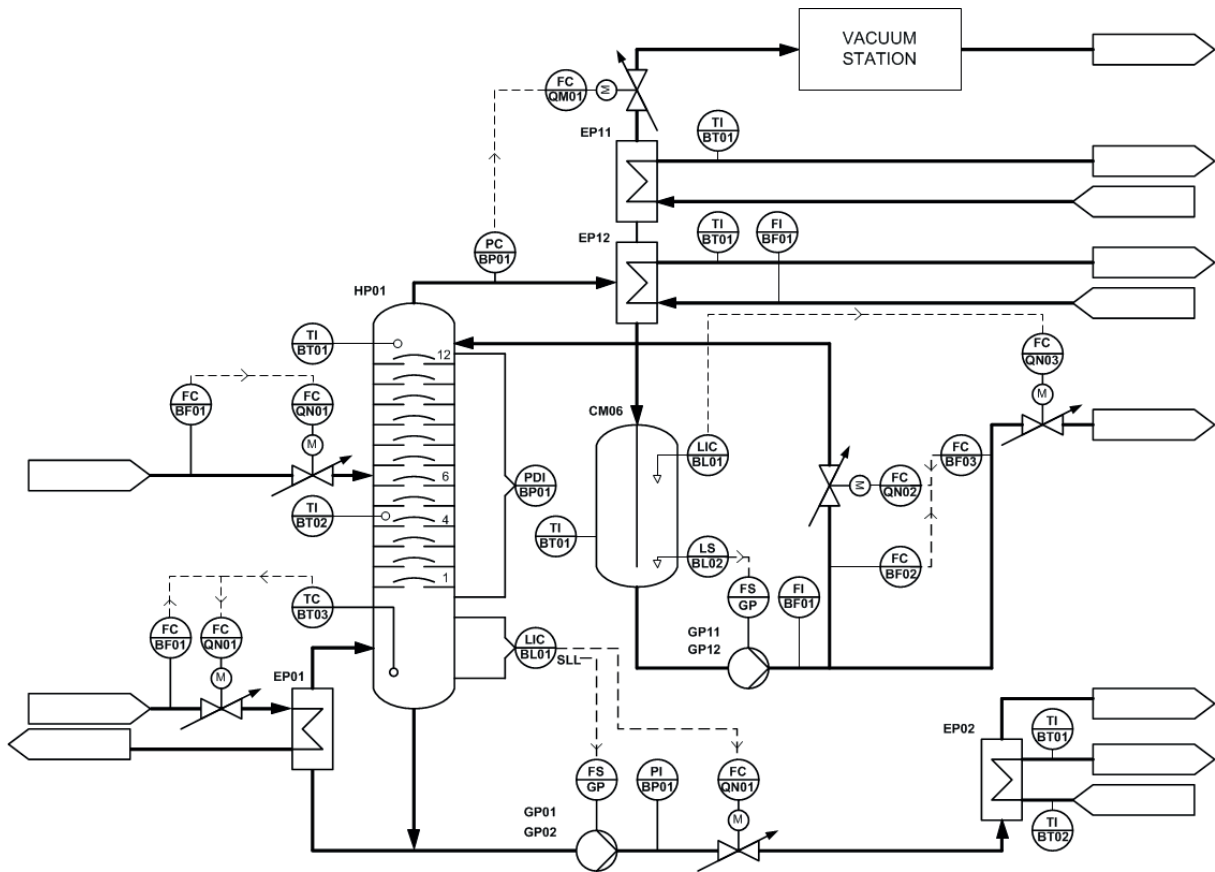 VACUUM
STATION
FC
QM01
M
EP11
TI
BT01
PC
BP01
EP12
TI
BT01
FI
BF01
HP01
TI
BT01
12
FC
QN03
M
FC
BF01
FC
QN01
M
CM06
LIC
BL01
FC
BF03
6
PDI
BP01
M
FC
QN02
TI
BT02
4
TI
BT01
LS
BL02
FC
BF02
1
TC
BT03
FS
GP
FI
BF01
FC
BF01
FC
QN01
M
LIC
BL01
SLL
GP11
GP12
EP01
EP02
TI
BT01
FS
GP
PI
BP01
FC
QN01
M
GP01
GP02
TI
BT02